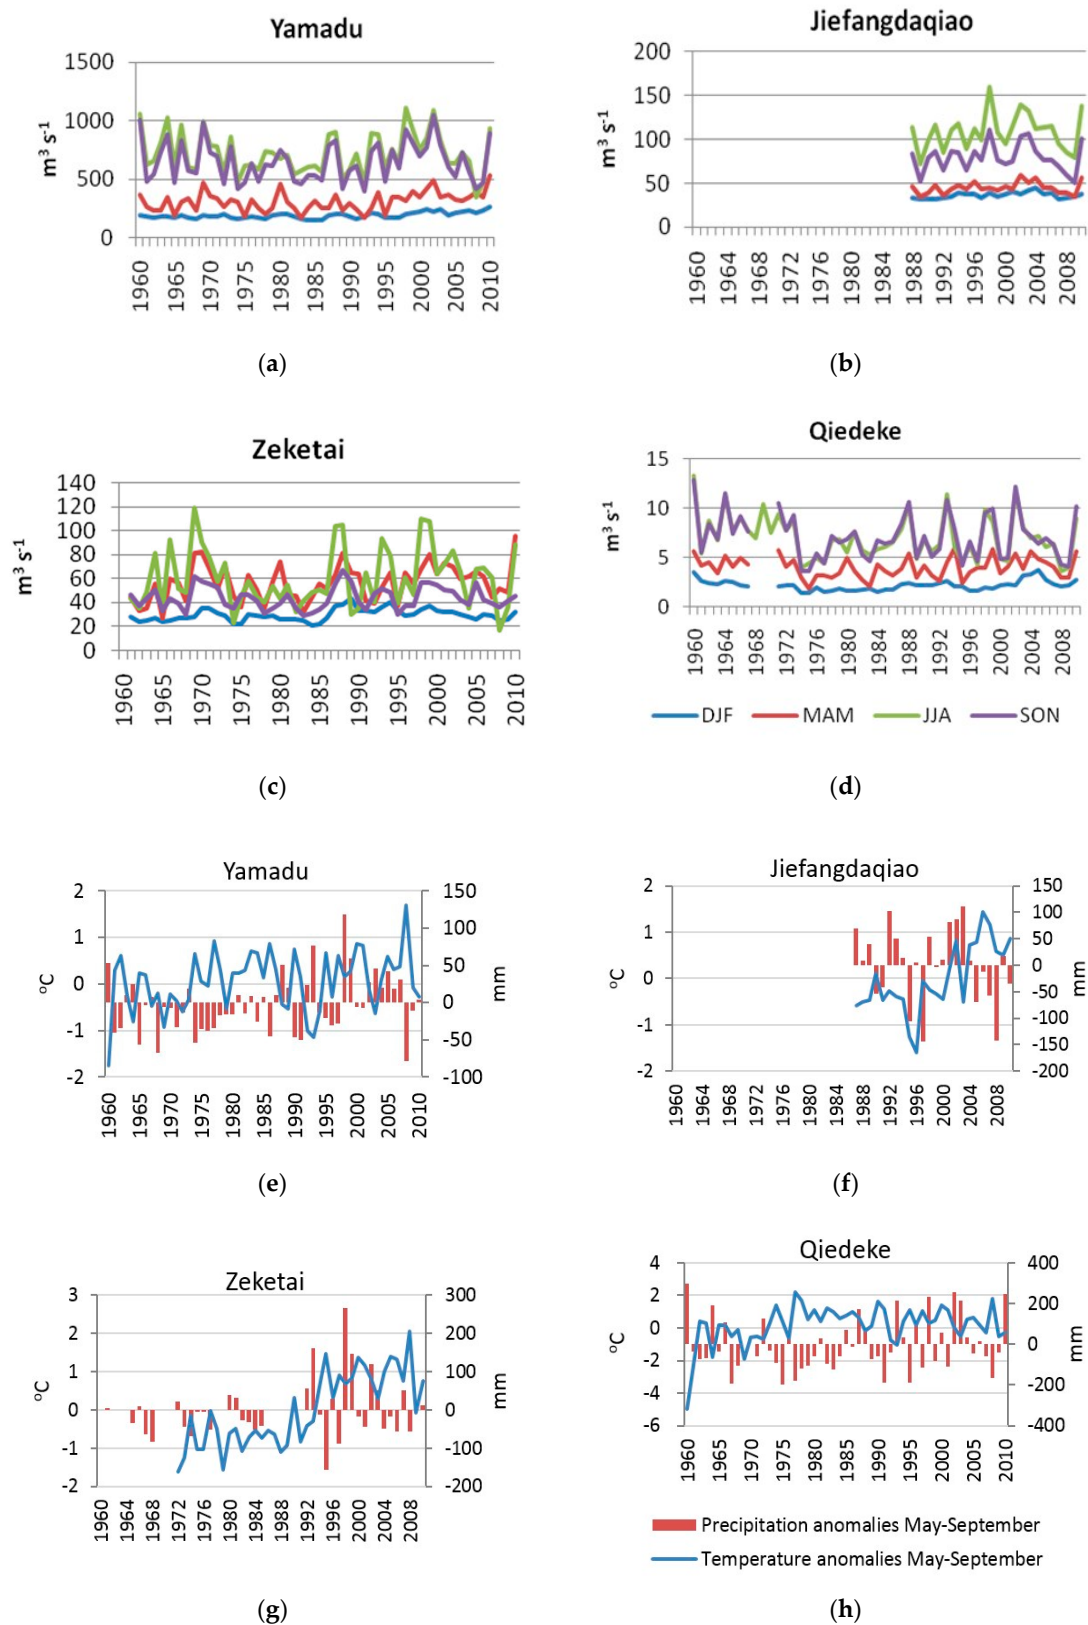 Yamadu
m³ s⁻¹
1500
1000
500
0
1960 1965 1970 1975 1980 1985 1990 1995 2000 2005 2010
(a)
Jiefangdaqiao
m³ s⁻¹
200
150
100
50
0
1960 1964 1968 1972 1976 1980 1984 1988 1992 1996 2000 2004 2008
(b)
Zeketai
m³ s⁻¹
140
120
100
80
60
40
20
0
1960 1965 1970 1975 1980 1985 1990 1995 2000 2005 2010
(c)
Qiedeke
m³ s⁻¹
15
10
5
0
1960 1964 1968 1972 1976 1980 1984 1988 1992 1996 2000 2004 2008
DJF MAM JJA SON
(d)
Yamadu
°C
2
1
0
-1
-2
150
100
50
0
-50
-100
mm
1960 1965 1970 1975 1980 1985 1990 1995 2000 2005 2010
(e)
Jiefangdaqiao
°C
2
1
0
-1
-2
150
100
50
0
-50
-100
-150
-200
mm
1960 1964 1968 1972 1976 1980 1984 1988 1992 1996 2000 2004 2008
(f)
Zeketai
°C
3
2
1
0
-1
-2
300
200
100
0
-100
-200
mm
1960 1964 1968 1972 1976 1980 1984 1988 1992 1996 2000 2004 2008
(g)
Qiedeke
°C
4
2
0
-2
-4
-6
400
200
0
-200
-400
mm
1960 1965 1970 1975 1980 1985 1990 1995 2000 2005 2010
Precipitation anomalies May-September
Temperature anomalies May-September
(h)